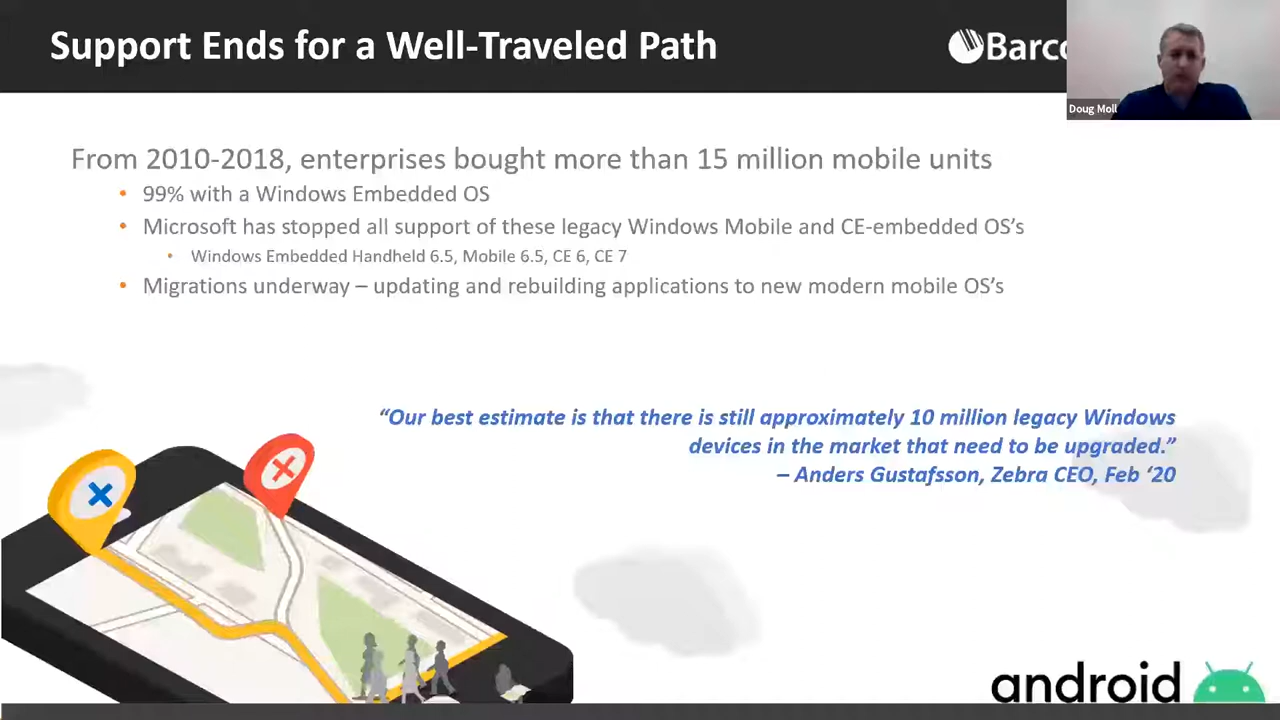 Support Ends for a Well-Traveled Path
Doug Moll
From 2010-2018, enterprises bought more than 15 million mobile units
• 99% with a Windows Embedded OS
• Microsoft has stopped all support of these legacy Windows Mobile and CE-embedded OS’s
• Windows Embedded Handheld 6.5, Mobile 6.5, CE 6, CE 7
• Migrations underway – updating and rebuilding applications to new modern mobile OS’s
“Our best estimate is that there is still approximately 10 million legacy Windows
devices in the market that need to be upgraded.”
– Anders Gustafsson, Zebra CEO, Feb ‘20
android